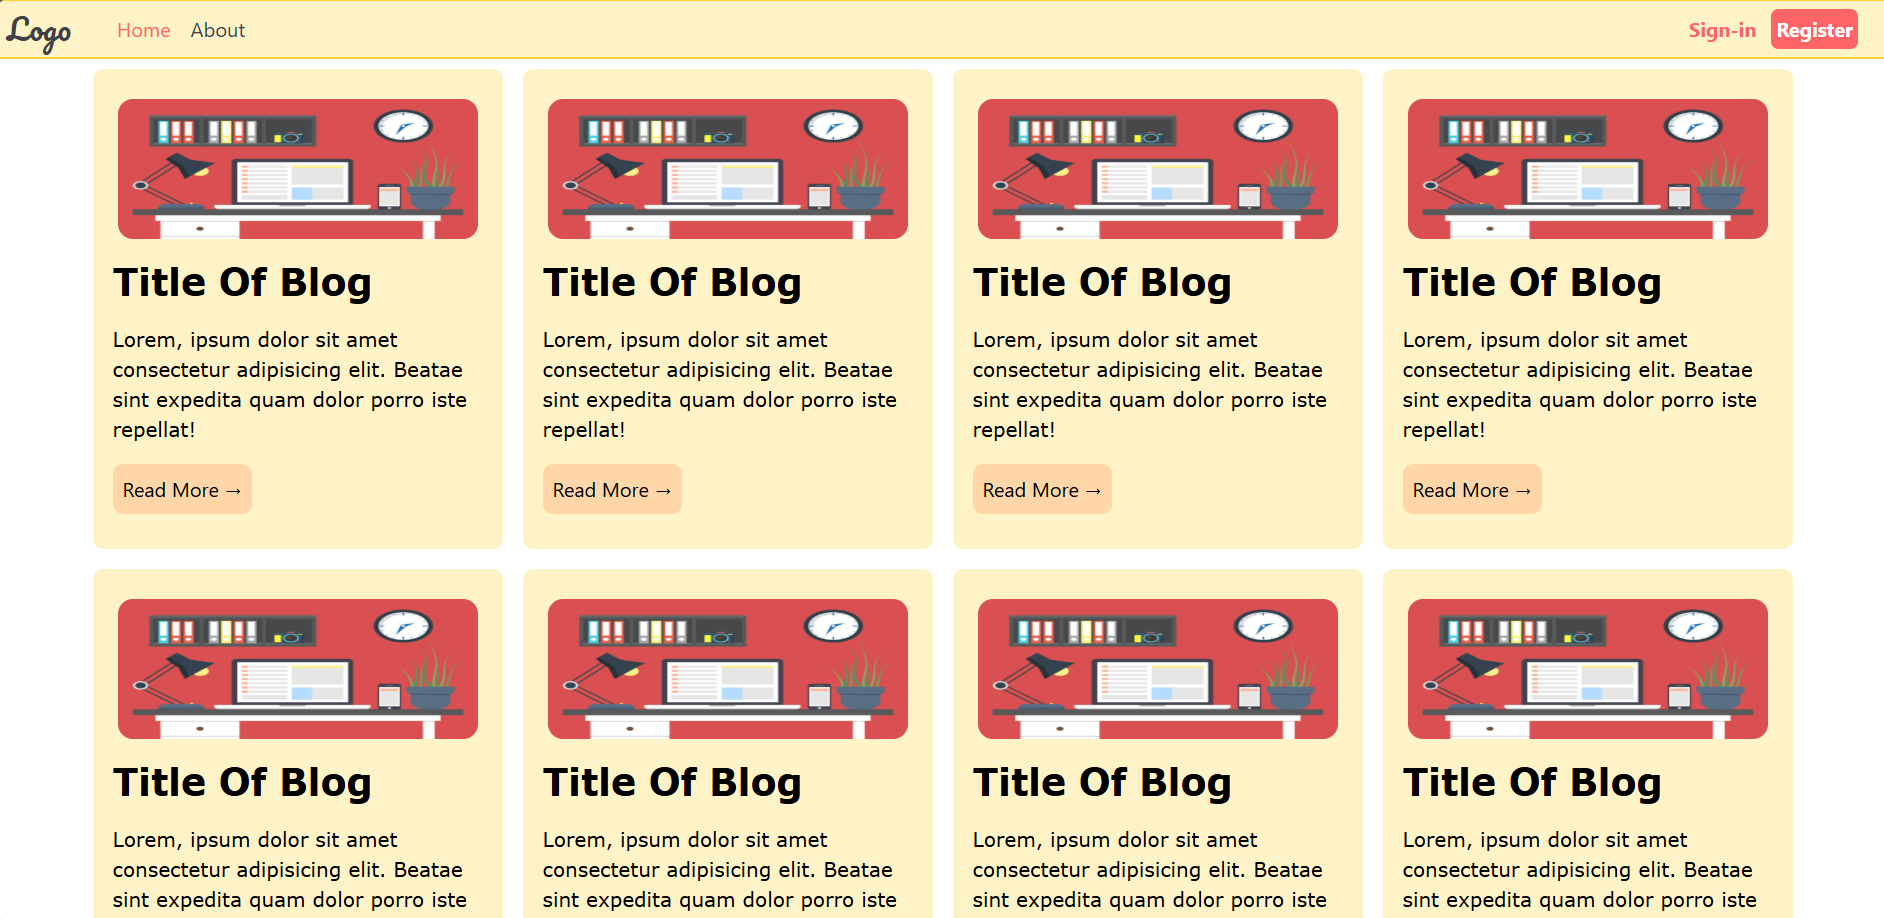 Logo Home About Sign-in Register
Title Of Blog
Lorem, ipsum dolor sit amet
consectetur adipisicing elit. Beatae
sint expedita quam dolor porro iste
repellat!
Read More →
Title Of Blog
Lorem, ipsum dolor sit amet
consectetur adipisicing elit. Beatae
sint expedita quam dolor porro iste
repellat!
Read More →
Title Of Blog
Lorem, ipsum dolor sit amet
consectetur adipisicing elit. Beatae
sint expedita quam dolor porro iste
repellat!
Read More →
Title Of Blog
Lorem, ipsum dolor sit amet
consectetur adipisicing elit. Beatae
sint expedita quam dolor porro iste
repellat!
Read More →
Title Of Blog
Lorem, ipsum dolor sit amet
consectetur adipisicing elit. Beatae
sint expedita quam dolor porro iste
Title Of Blog
Lorem, ipsum dolor sit amet
consectetur adipisicing elit. Beatae
sint expedita quam dolor porro iste
Title Of Blog
Lorem, ipsum dolor sit amet
consectetur adipisicing elit. Beatae
sint expedita quam dolor porro iste
Title Of Blog
Lorem, ipsum dolor sit amet
consectetur adipisicing elit. Beatae
sint expedita quam dolor porro iste